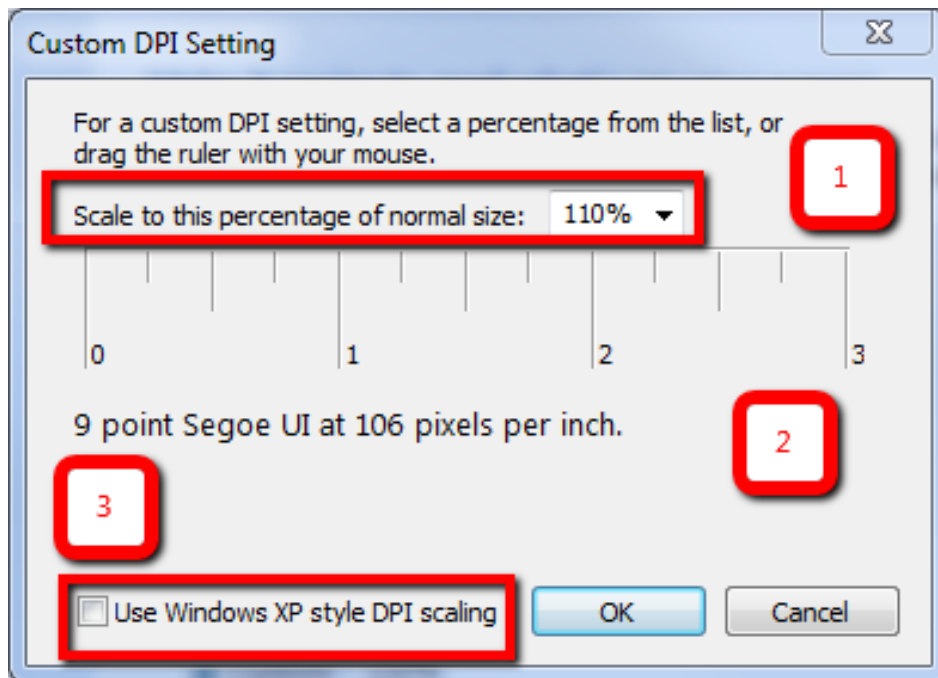 Custom DPI Setting
For a custom DPI setting, select a percentage from the list, or
drag the ruler with your mouse.
1
Scale to this percentage of normal size: 110%
0 1 2 3
9 point Segoe UI at 106 pixels per inch.
2
3
Use Windows XP style DPI scaling OK Cancel